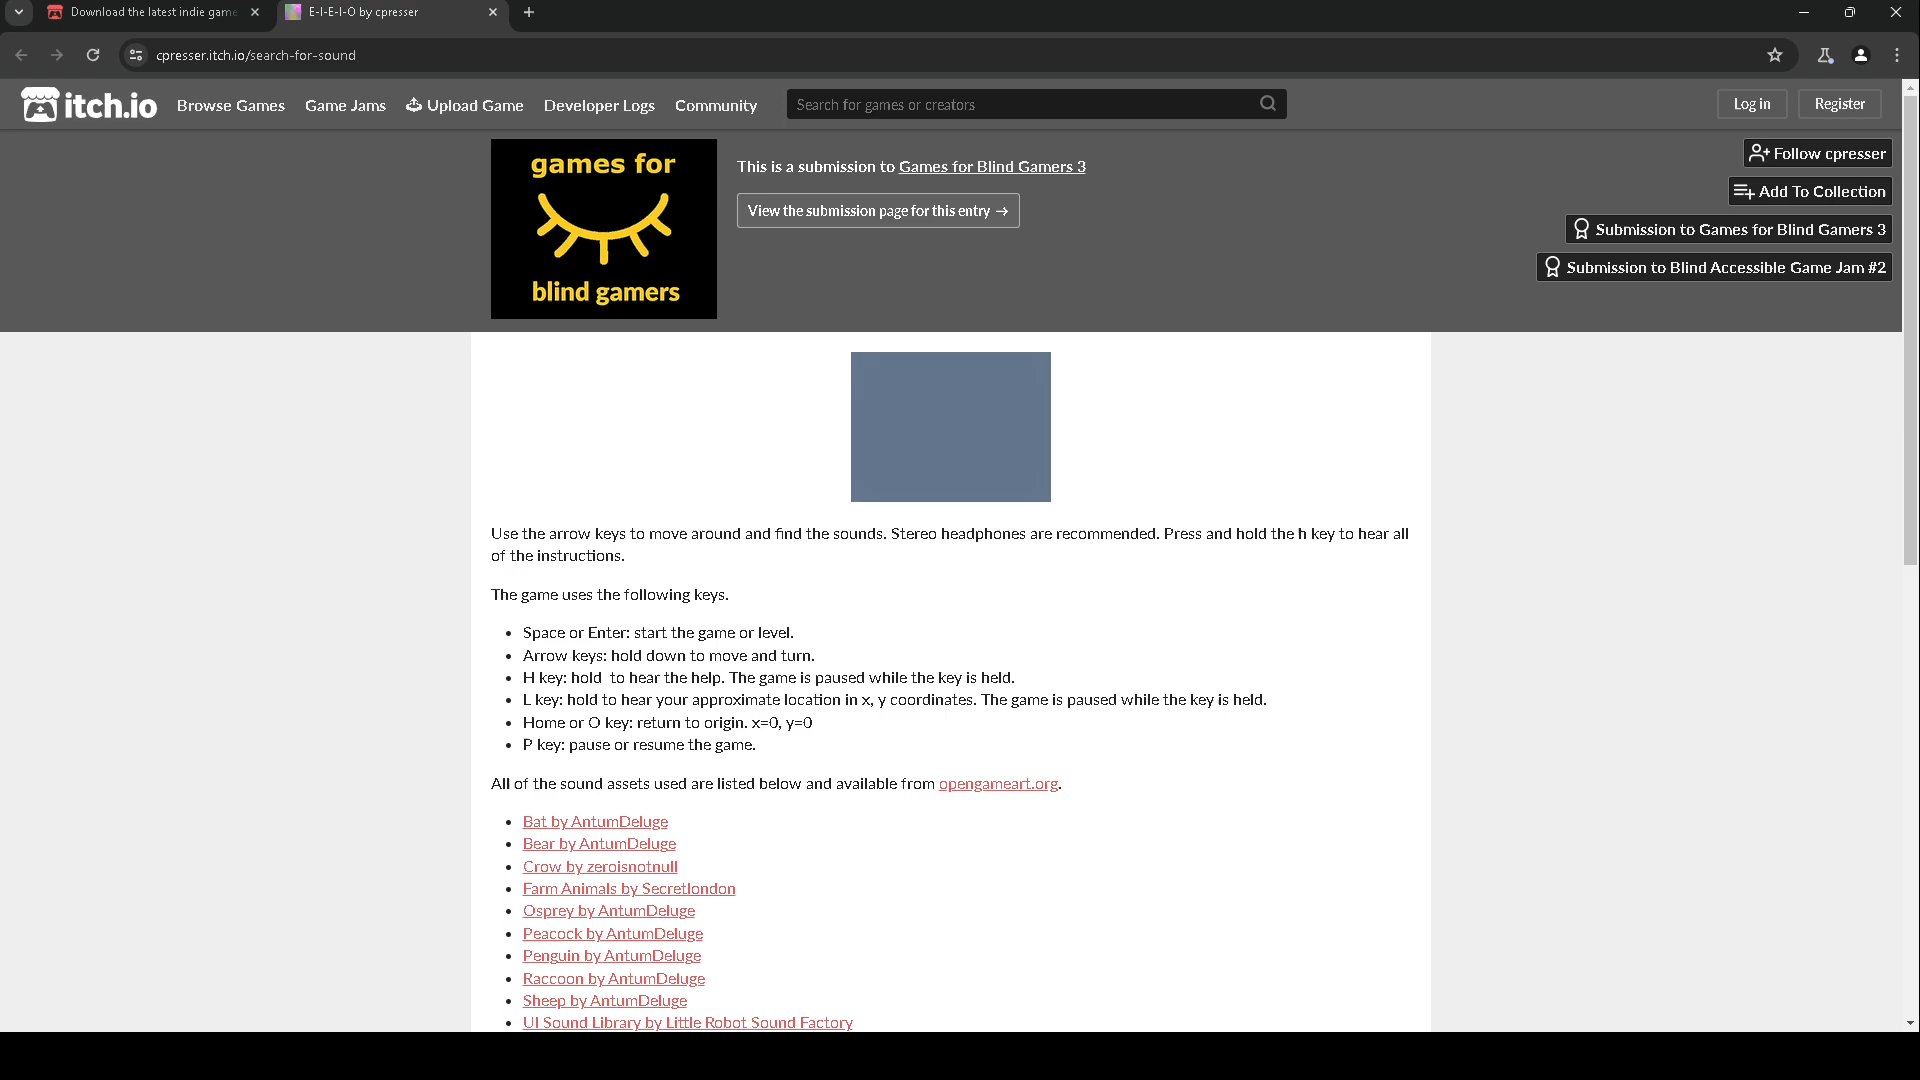 Download the latest indie game
E-I-E-I-O by cpresser
cpresser.itch.io/search-for-sound
itch.io
Browse Games
Game Jams
Upload Game
Developer Logs
Community
Search for games or creators
Log in
Register
games for
blind gamers
This is a submission to Games for Blind Gamers 3
View the submission page for this entry →
Follow cpresser
Add To Collection
Submission to Games for Blind Gamers 3
Submission to Blind Accessible Game Jam #2
Use the arrow keys to move around and find the sounds. Stereo headphones are recommended. Press and hold the h key to hear all
of the instructions.
The game uses the following keys.
• Space or Enter: start the game or level.
• Arrow keys: hold down to move and turn.
• H key: hold  to hear the help. The game is paused while the key is held.
• L key: hold to hear your approximate location in x, y coordinates. The game is paused while the key is held.
• Home or O key: return to origin. x=0, y=0
• P key: pause or resume the game.
All of the sound assets used are listed below and available from opengameart.org.
• Bat by AntumDeluge
• Bear by AntumDeluge
• Crow by zeroisnotnull
• Farm Animals by Secretlondon
• Osprey by AntumDeluge
• Peacock by AntumDeluge
• Penguin by AntumDeluge
• Raccoon by AntumDeluge
• Sheep by AntumDeluge
• UI Sound Library by Little Robot Sound Factory